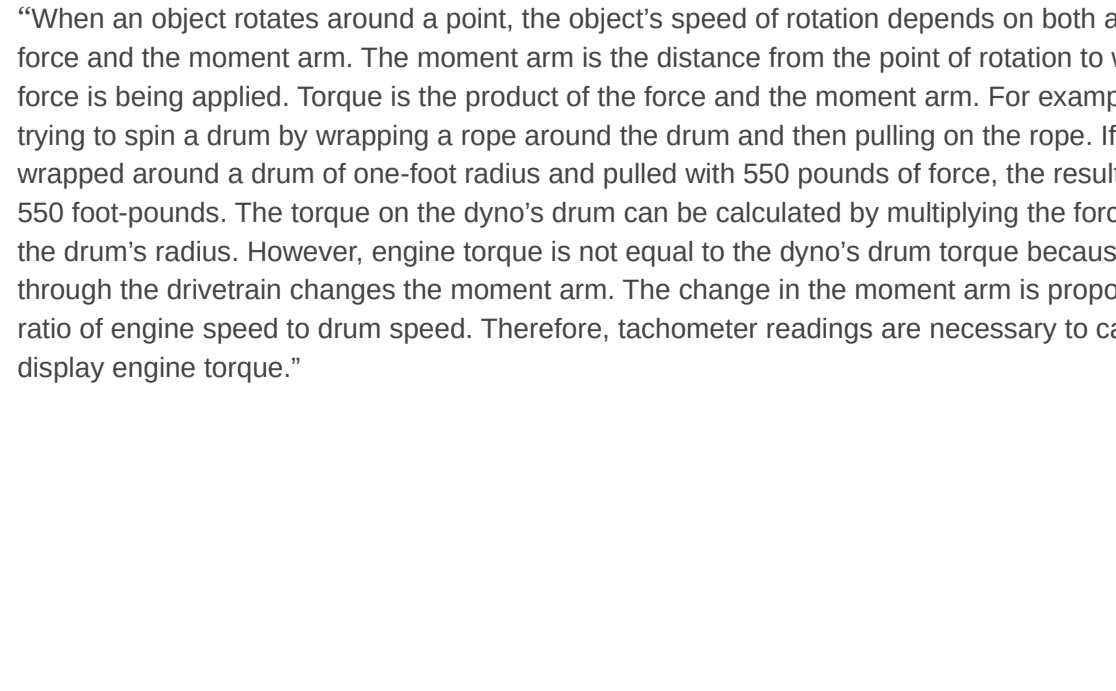 “When an object rotates around a point, the object’s speed of rotation depends on both a
force and the moment arm. The moment arm is the distance from the point of rotation to
force is being applied. Torque is the product of the force and the moment arm. For
trying to spin a drum by wrapping a rope around the drum and then pulling on the rope. If
wrapped around a drum of one-foot radius and pulled with 550 pounds of force, the
550 foot-pounds. The torque on the dyno’s drum can be calculated by multiplying the
the drum’s radius. However, engine torque is not equal to the dyno’s drum torque
through the drivetrain changes the moment arm. The change in the moment arm is
ratio of engine speed to drum speed. Therefore, tachometer readings are necessary to
display engine torque.”